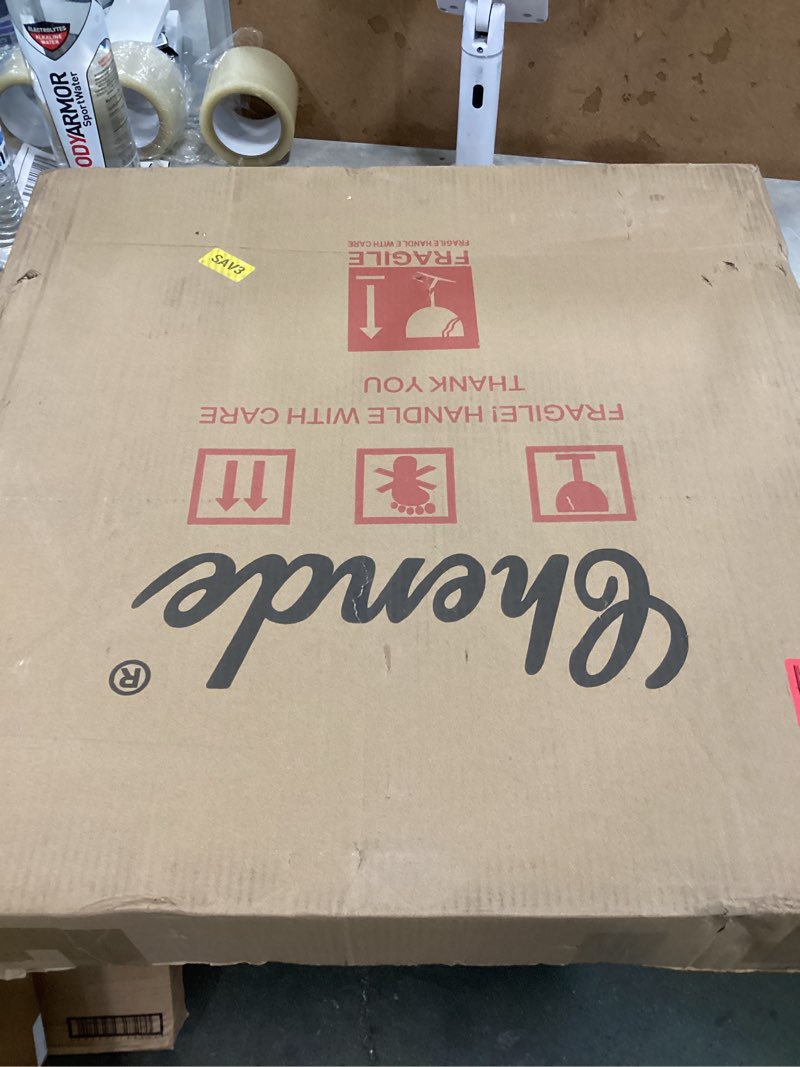 ELECTROLYTES
ALKALINE
WATER
BODYARMOR
SportWater
SAV3
Chende®
FRAGILE! HANDLE WITH CARE
THANK YOU
FRAGILE
FRAGILE HANDLE WITH CARE